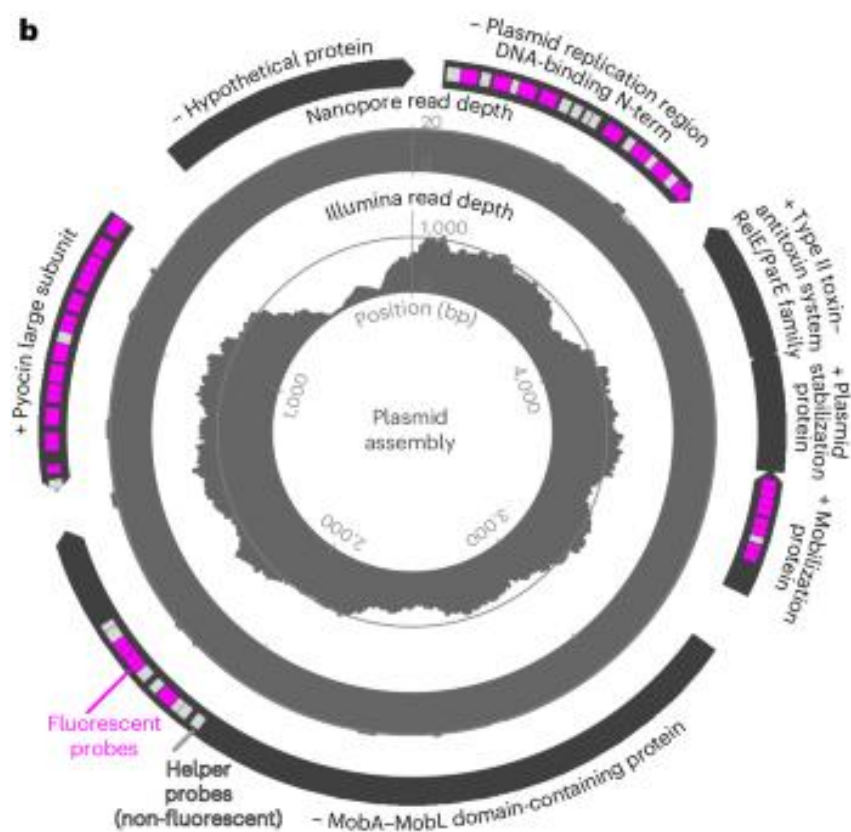 b
– Hypothetical protein
– Plasmid replication region
DNA-binding N-term
Nanopore read depth
20
Illumina read depth
1,000
Position (bp)
+ Type II toxin–
antitoxin system
RelE/ParE family
+ Plasmid
stabilization
protein
+ Pyocin large subunit
1,000
4,000
Plasmid
assembly
2,000
3,000
+ Mobilization
protein
Fluorescent
probes
Helper
probes
(non-fluorescent)
– MobA–MobL domain-containing protein